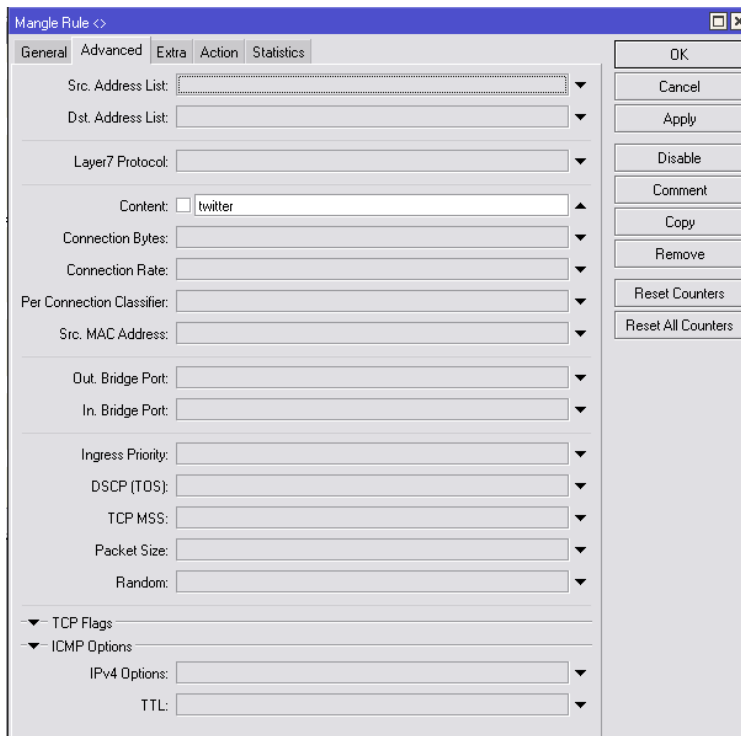 Mangle Rule <>
General Advanced Extra Action Statistics
Src. Address List:
Dst. Address List:
Layer7 Protocol:
Content: twitter
Connection Bytes:
Connection Rate:
Per Connection Classifier:
Src. MAC Address:
Out. Bridge Port:
In. Bridge Port:
Ingress Priority:
DSCP (TOS):
TCP MSS:
Packet Size:
Random:
TCP Flags
ICMP Options
IPv4 Options:
TTL:
OK
Cancel
Apply
Disable
Comment
Copy
Remove
Reset Counters
Reset All Counters